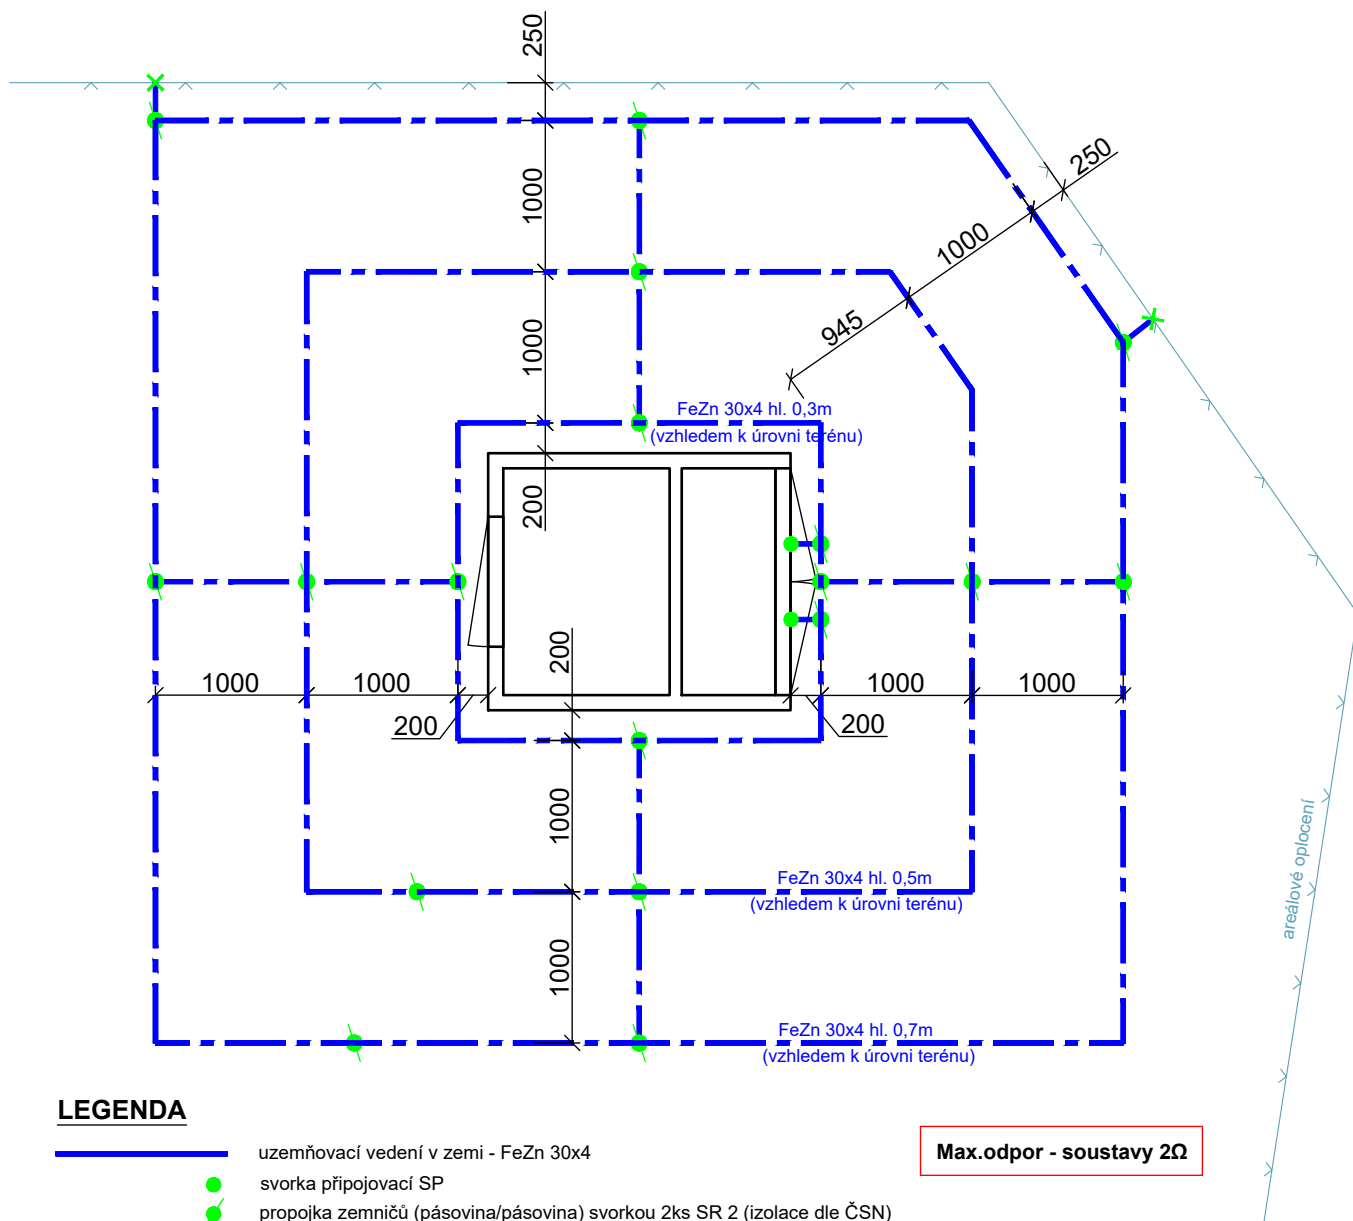 250
250
1000
1000
945
1000
FeZn 30x4 hl. 0,3m
(vzhledem k úrovni terénu)
200
200
1000
1000
1000
1000
200
200
1000
FeZn 30x4 hl. 0,5m
(vzhledem k úrovni terénu)
areálové oplocení
1000
FeZn 30x4 hl. 0,7m
(vzhledem k úrovni terénu)
LEGENDA
uzemňovací vedení v zemi - FeZn 30x4
Max.odpor - soustavy 2Ω
svorka připojovací SP
propojka zemničů (pásovina/pásovina) svorkou 2ks SR 2 (izolace dle ČSN)